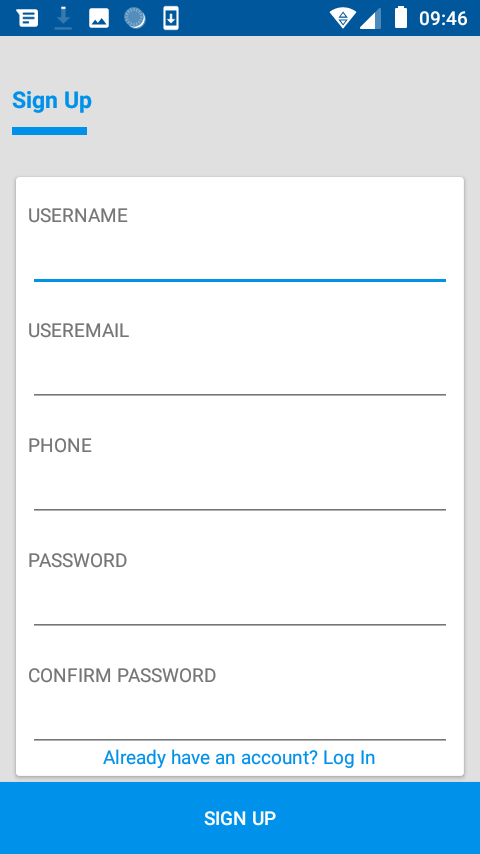 09:46
Sign Up
USERNAME
USEREMAIL
PHONE
PASSWORD
CONFIRM PASSWORD
Already have an account? Log In
SIGN UP